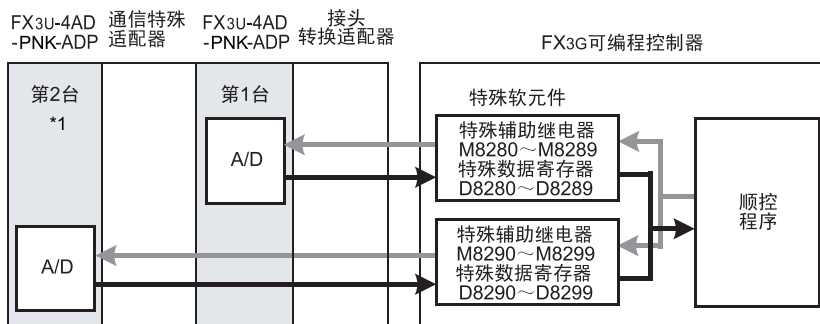 FX3U-4AD
-PNK-ADP
通信特殊
适配器
FX3U-4AD
-PNK-ADP
接头
转换适配器
FX3G可编程控制器
第2台
*1
第1台
A/D
A/D
特殊软元件
特殊辅助继电器
M8280～M8289
特殊数据寄存器
D8280～D8289
特殊辅助继电器
M8290～M8299
特殊数据寄存器
D8290～D8299
顺控
程序